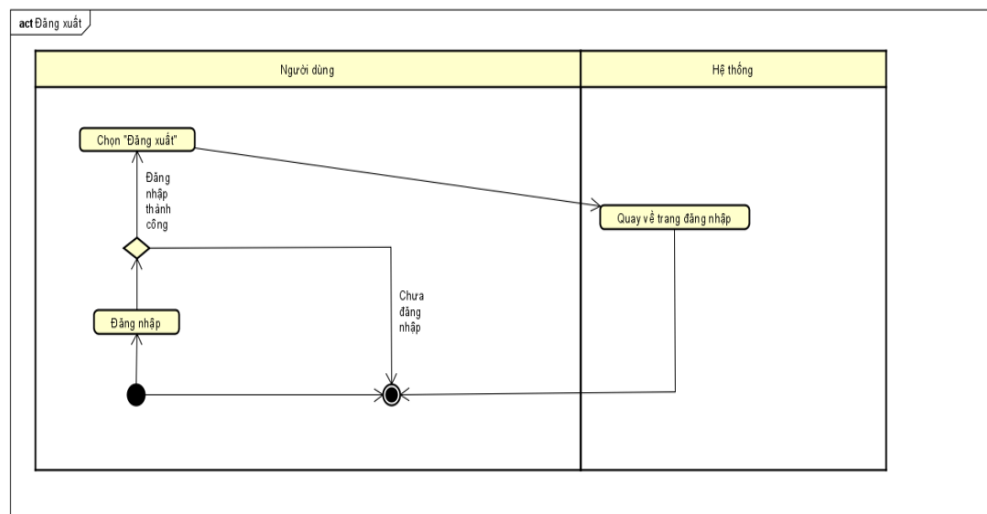 act Đăng xuất
Người dùng
Hệ thống
Chọn "Đăng xuất"
Đăng
nhập
thành
công
Quay về trang đăng nhập
Chưa
đăng
nhập
Đăng nhập